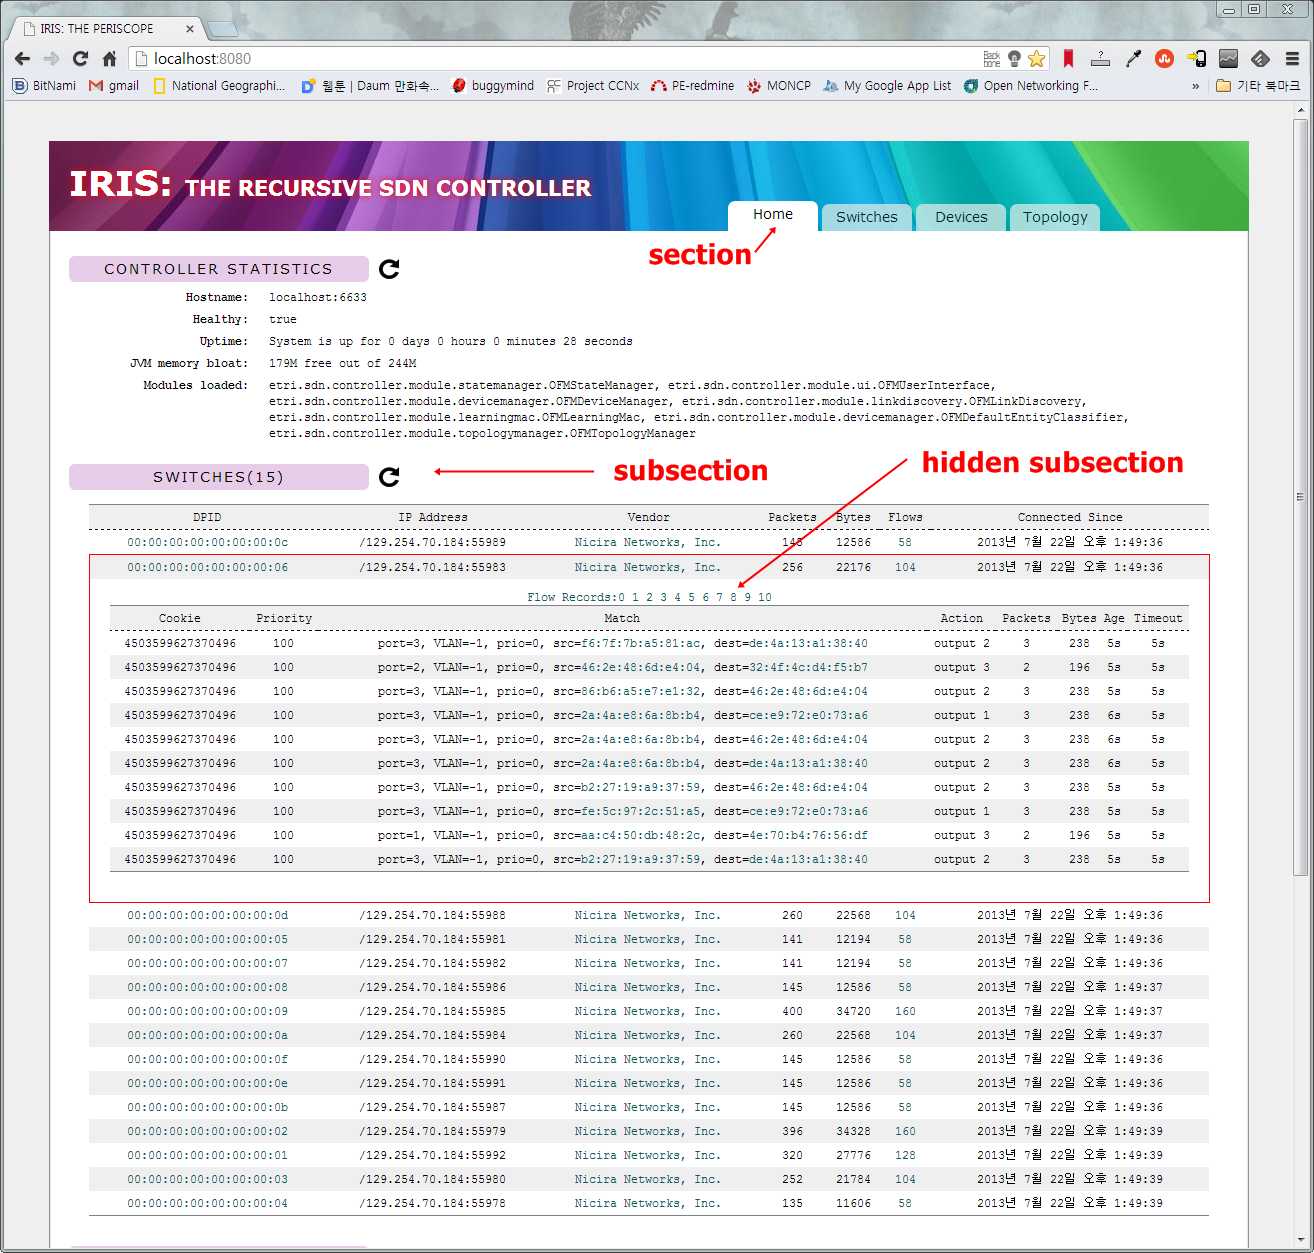 IRIS: THE PERISCOPE
localhost:8080
BitNami gmail National Geographi... 웹툰 | Daum 만화속... buggymind Project CCNx PE-redmine MONCP My Google App List Open Networking F... » 기타 북마크
IRIS: THE RECURSIVE SDN CONTROLLER
Home Switches Devices Topology
section
CONTROLLER STATISTICS
Hostname: localhost:6633
Healthy: true
Uptime: System is up for 0 days 0 hours 0 minutes 28 seconds
JVM memory bloat: 179M free out of 244M
Modules loaded: etri.sdn.controller.module.statemanager.OFMStateManager, etri.sdn.controller.module.ui.OFMUserInterface,
etri.sdn.controller.module.devicemanager.OFMDeviceManager, etri.sdn.controller.module.linkdiscovery.OFMLinkDiscovery,
etri.sdn.controller.module.learningmac.OFMLearningMac, etri.sdn.controller.module.devicemanager.OFMDefaultEntityClassifier,
etri.sdn.controller.module.topologymanager.OFMTopologyManager
SWITCHES(15)
subsection
hidden subsection
DPID IP Address Vendor Packets Bytes Flows Connected Since
00:00:00:00:00:00:00:0c /129.254.70.184:55989 Nicira Networks, Inc. 145 12586 58 2013년 7월 22일 오후 1:49:36
00:00:00:00:00:00:00:06 /129.254.70.184:55983 Nicira Networks, Inc. 256 22176 104 2013년 7월 22일 오후 1:49:36
Flow Records:0 1 2 3 4 5 6 7 8 9 10
Cookie Priority Match Action Packets Bytes Age Timeout
4503599627370496 100 port=3, VLAN=-1, prio=0, src=f6:7f:7b:a5:81:ac, dest=de:4a:13:a1:38:40 output 2 3 238 5s 5s
4503599627370496 100 port=2, VLAN=-1, prio=0, src=46:2e:48:6d:e4:04, dest=32:4f:4c:d4:f5:b7 output 3 2 196 5s 5s
4503599627370496 100 port=3, VLAN=-1, prio=0, src=86:b6:a5:e7:e1:32, dest=46:2e:48:6d:e4:04 output 2 3 238 5s 5s
4503599627370496 100 port=3, VLAN=-1, prio=0, src=2a:4a:e8:6a:8b:b4, dest=ce:e9:72:e0:73:a6 output 1 3 238 6s 5s
4503599627370496 100 port=3, VLAN=-1, prio=0, src=2a:4a:e8:6a:8b:b4, dest=46:2e:48:6d:e4:04 output 2 3 238 6s 5s
4503599627370496 100 port=3, VLAN=-1, prio=0, src=2a:4a:e8:6a:8b:b4, dest=de:4a:13:a1:38:40 output 2 3 238 6s 5s
4503599627370496 100 port=3, VLAN=-1, prio=0, src=b2:27:19:a9:37:59, dest=46:2e:48:6d:e4:04 output 2 3 238 5s 5s
4503599627370496 100 port=3, VLAN=-1, prio=0, src=fe:5c:97:2c:51:a5, dest=ce:e9:72:e0:73:a6 output 1 3 238 5s 5s
4503599627370496 100 port=1, VLAN=-1, prio=0, src=aa:c4:50:db:48:2c, dest=4e:70:b4:76:56:df output 3 2 196 5s 5s
4503599627370496 100 port=3, VLAN=-1, prio=0, src=b2:27:19:a9:37:59, dest=de:4a:13:a1:38:40 output 2 3 238 5s 5s
00:00:00:00:00:00:00:0d /129.254.70.184:55988 Nicira Networks, Inc. 260 22568 104 2013년 7월 22일 오후 1:49:36
00:00:00:00:00:00:00:05 /129.254.70.184:55981 Nicira Networks, Inc. 141 12194 58 2013년 7월 22일 오후 1:49:36
00:00:00:00:00:00:00:07 /129.254.70.184:55982 Nicira Networks, Inc. 141 12194 58 2013년 7월 22일 오후 1:49:36
00:00:00:00:00:00:00:08 /129.254.70.184:55986 Nicira Networks, Inc. 145 12586 58 2013년 7월 22일 오후 1:49:37
00:00:00:00:00:00:00:09 /129.254.70.184:55985 Nicira Networks, Inc. 400 34720 160 2013년 7월 22일 오후 1:49:37
00:00:00:00:00:00:00:0a /129.254.70.184:55984 Nicira Networks, Inc. 260 22568 104 2013년 7월 22일 오후 1:49:37
00:00:00:00:00:00:00:0f /129.254.70.184:55990 Nicira Networks, Inc. 145 12586 58 2013년 7월 22일 오후 1:49:36
00:00:00:00:00:00:00:0e /129.254.70.184:55991 Nicira Networks, Inc. 145 12586 58 2013년 7월 22일 오후 1:49:36
00:00:00:00:00:00:00:0b /129.254.70.184:55987 Nicira Networks, Inc. 145 12586 58 2013년 7월 22일 오후 1:49:36
00:00:00:00:00:00:00:02 /129.254.70.184:55979 Nicira Networks, Inc. 396 34328 160 2013년 7월 22일 오후 1:49:39
00:00:00:00:00:00:00:01 /129.254.70.184:55992 Nicira Networks, Inc. 320 27776 128 2013년 7월 22일 오후 1:49:39
00:00:00:00:00:00:00:03 /129.254.70.184:55980 Nicira Networks, Inc. 252 21784 104 2013년 7월 22일 오후 1:49:39
00:00:00:00:00:00:00:04 /129.254.70.184:55978 Nicira Networks, Inc. 135 11606 58 2013년 7월 22일 오후 1:49:39